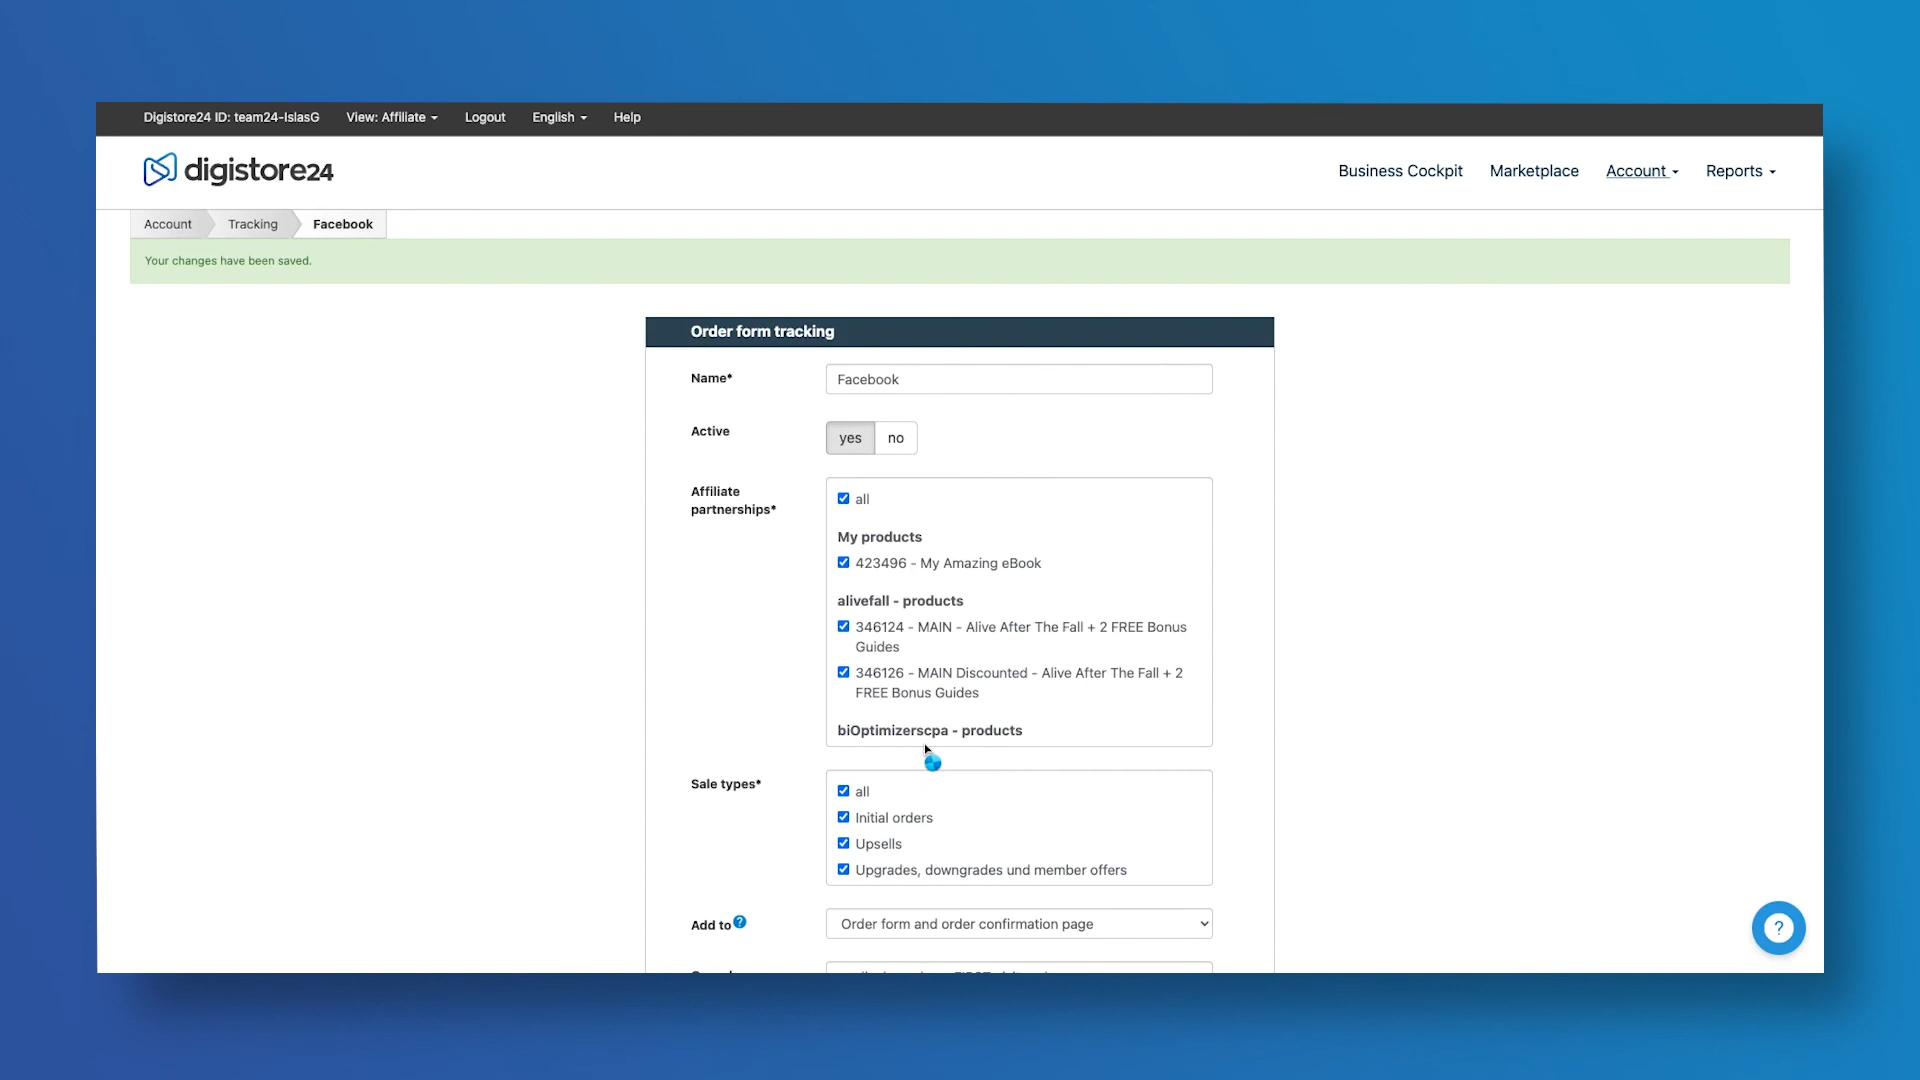 Digistore24 ID: team24-IslasG View: Affiliate Logout English Help
digistore24
Business Cockpit Marketplace Account Reports
Account Tracking Facebook
Your changes have been saved.
Order form tracking
Name* Facebook
Active yes no
Affiliate partnerships*
all
My products
423496 - My Amazing eBook
alivefall - products
346124 - MAIN - Alive After The Fall + 2 FREE Bonus
Guides
346126 - MAIN Discounted - Alive After The Fall + 2
FREE Bonus Guides
biOptimizerscpa - products
Sale types*
all
Initial orders
Upsells
Upgrades, downgrades und member offers
Add to ? Order form and order confirmation page
?